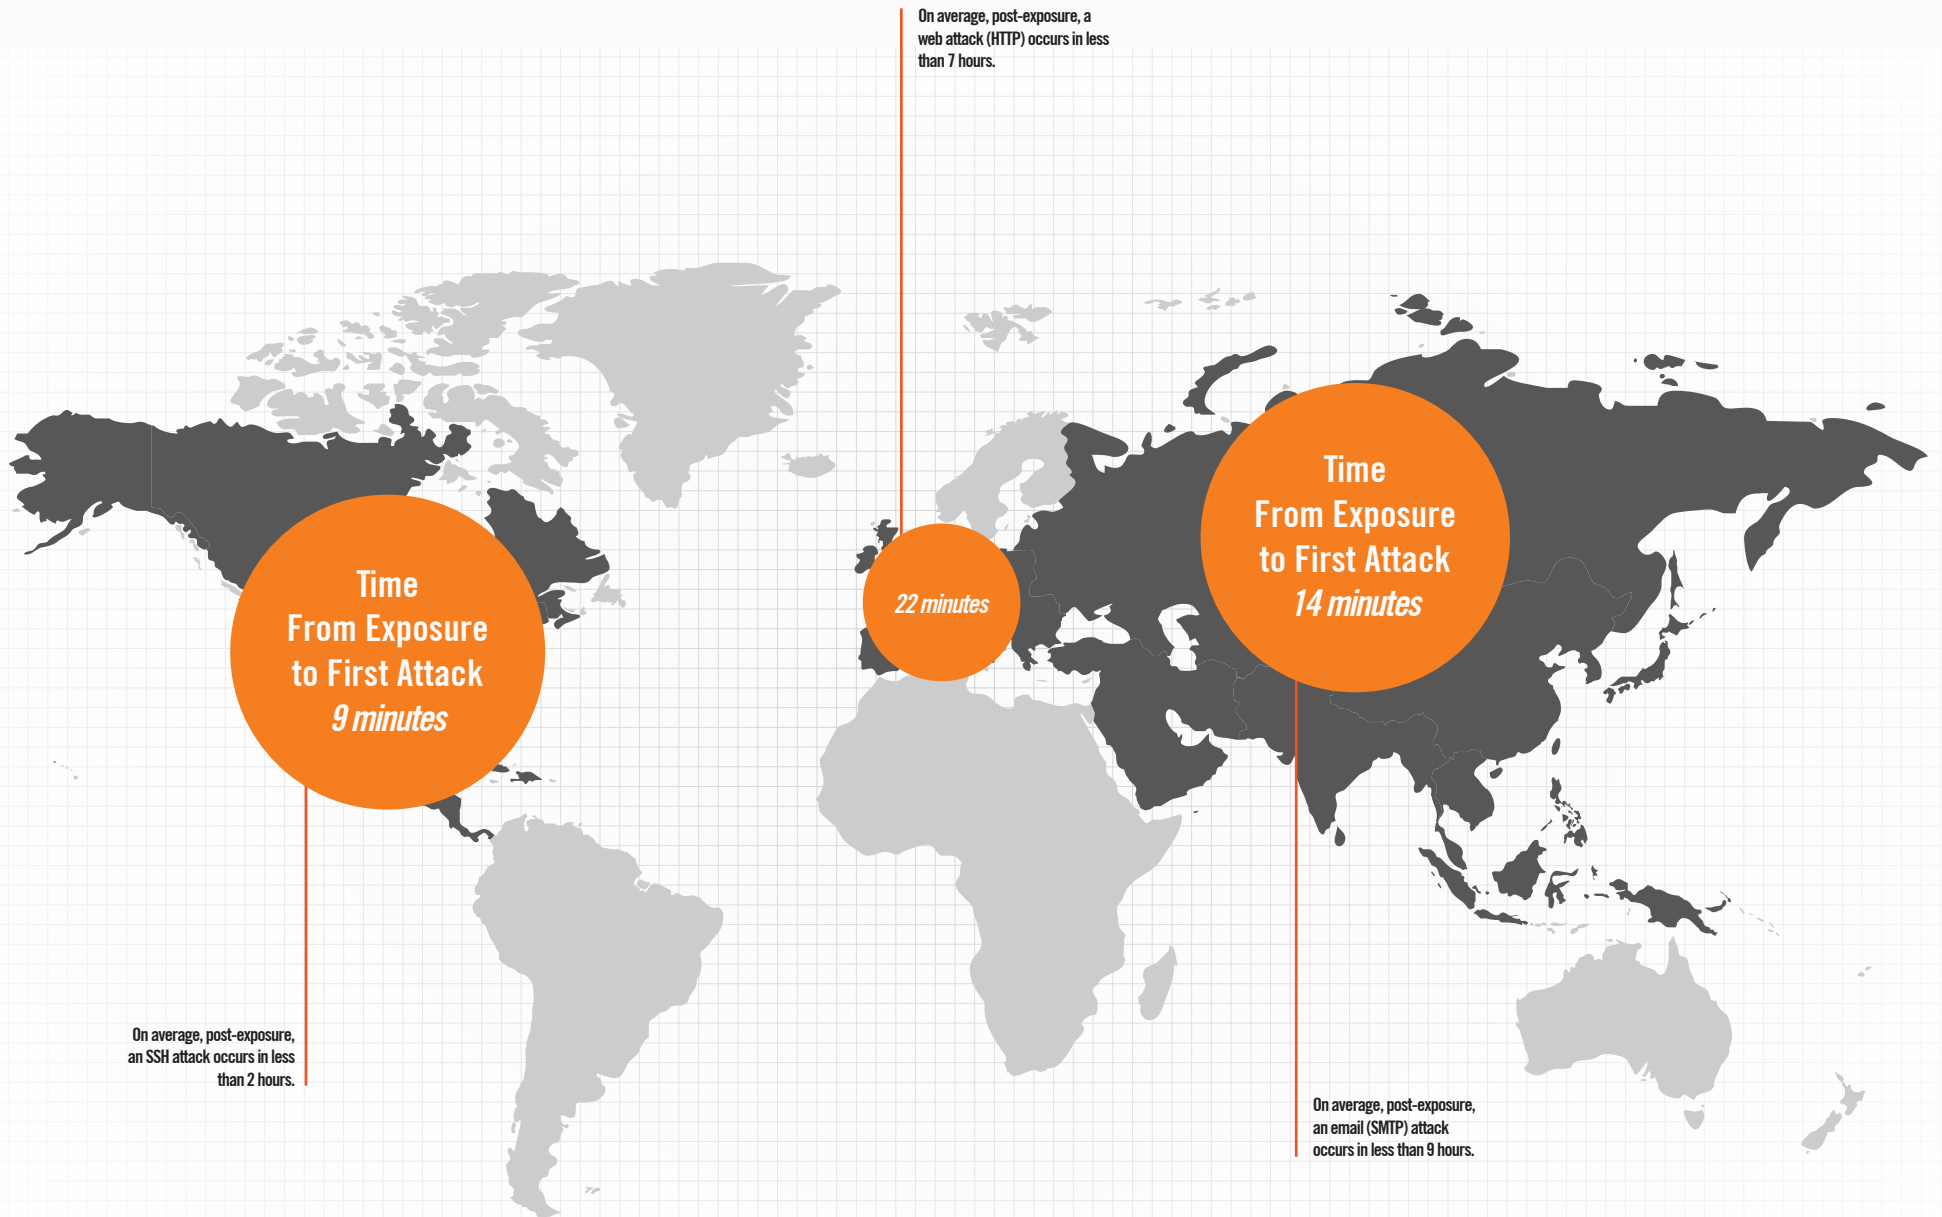 On average, post-exposure, a
web attack (HTTP) occurs in less
than 7 hours.
Time
From Exposure
to First Attack
9 minutes
22 minutes
Time
From Exposure
to First Attack
14 minutes
On average, post-exposure,
an SSH attack occurs in less
than 2 hours.
On average, post-exposure,
an email (SMTP) attack
occurs in less than 9 hours.